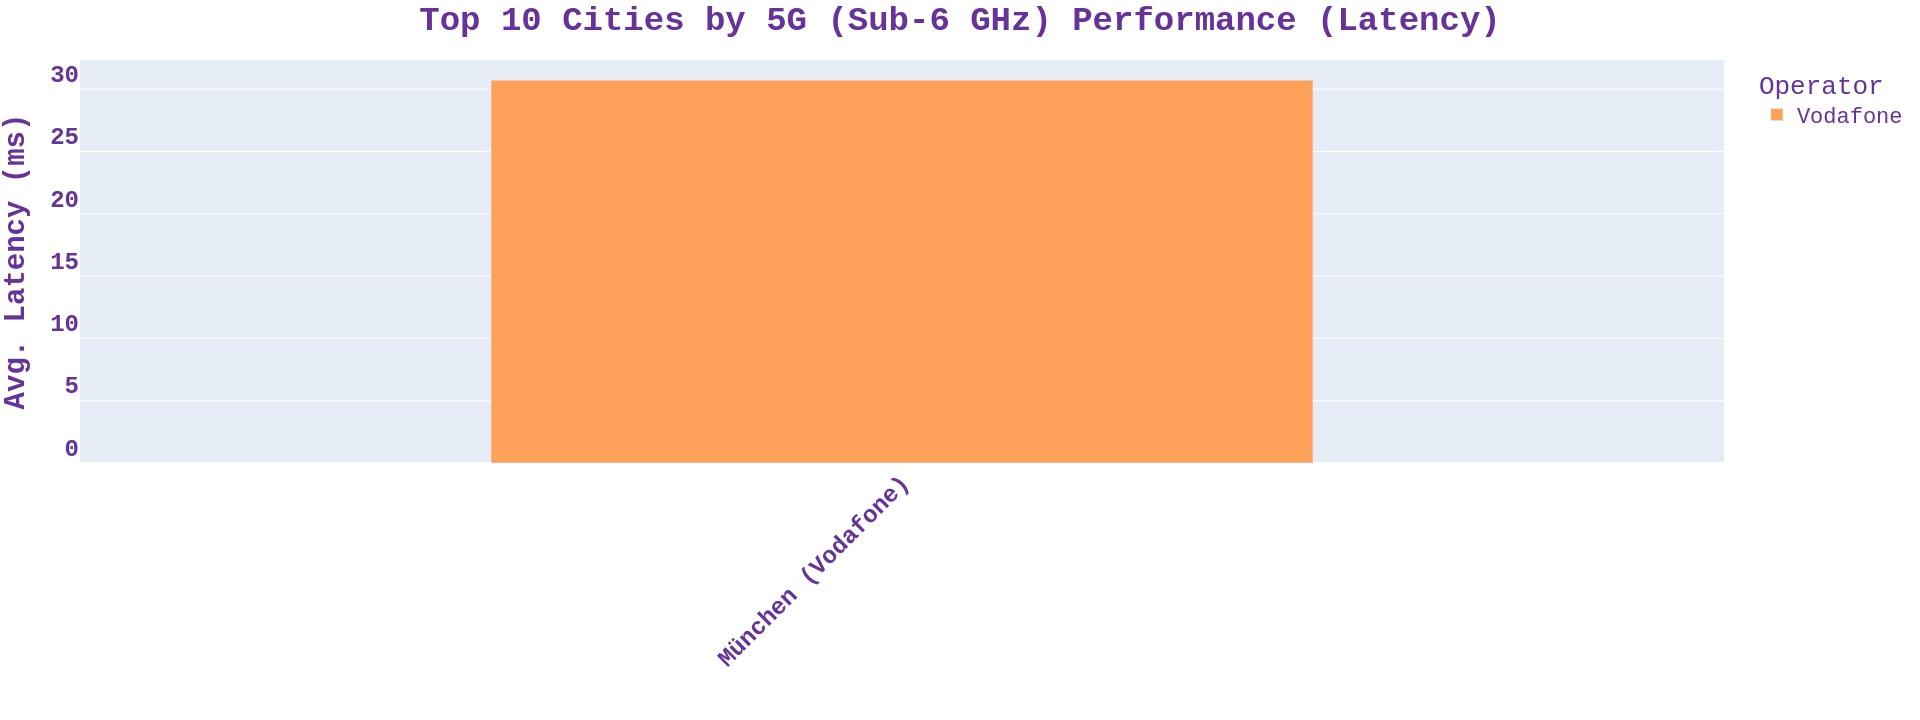 Top 10 Cities by 5G (Sub-6 GHz) Performance (Latency)
Avg. Latency (ms)
30
25
20
15
10
5
0
München (Vodafone)
Operator
Vodafone